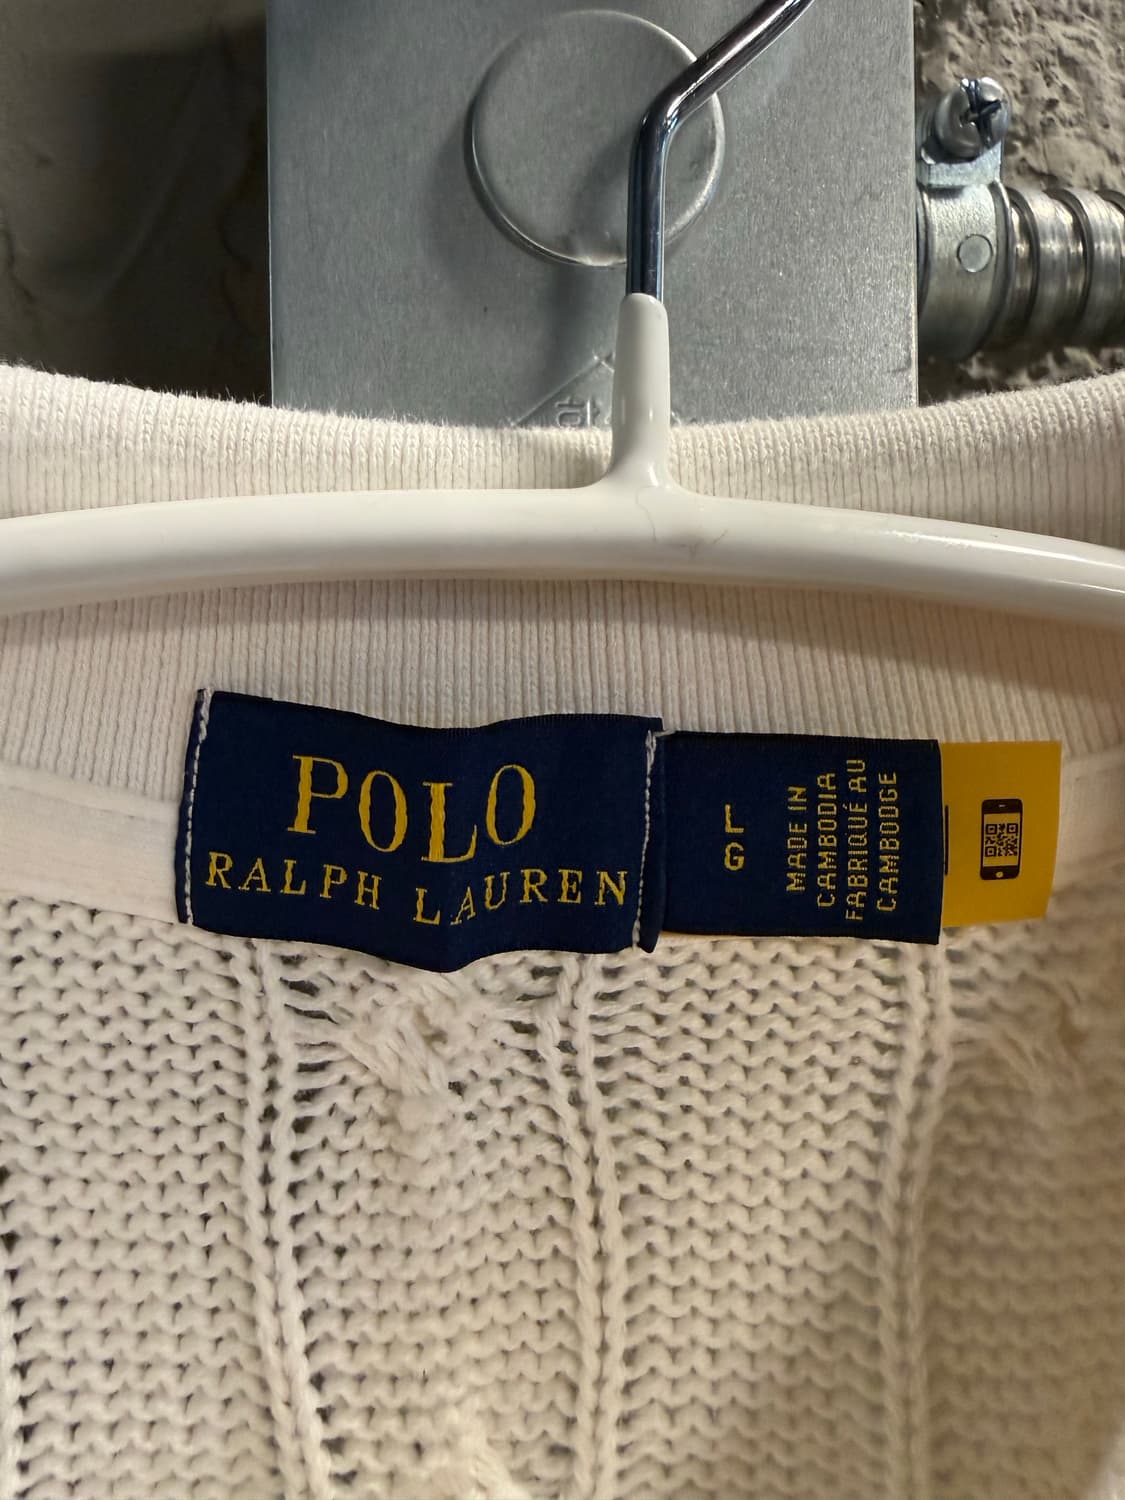 POLO
RALPH LAUREN
L
G
MADE IN
CAMBODIA
FABRIQUÉ AU
CAMBODGE